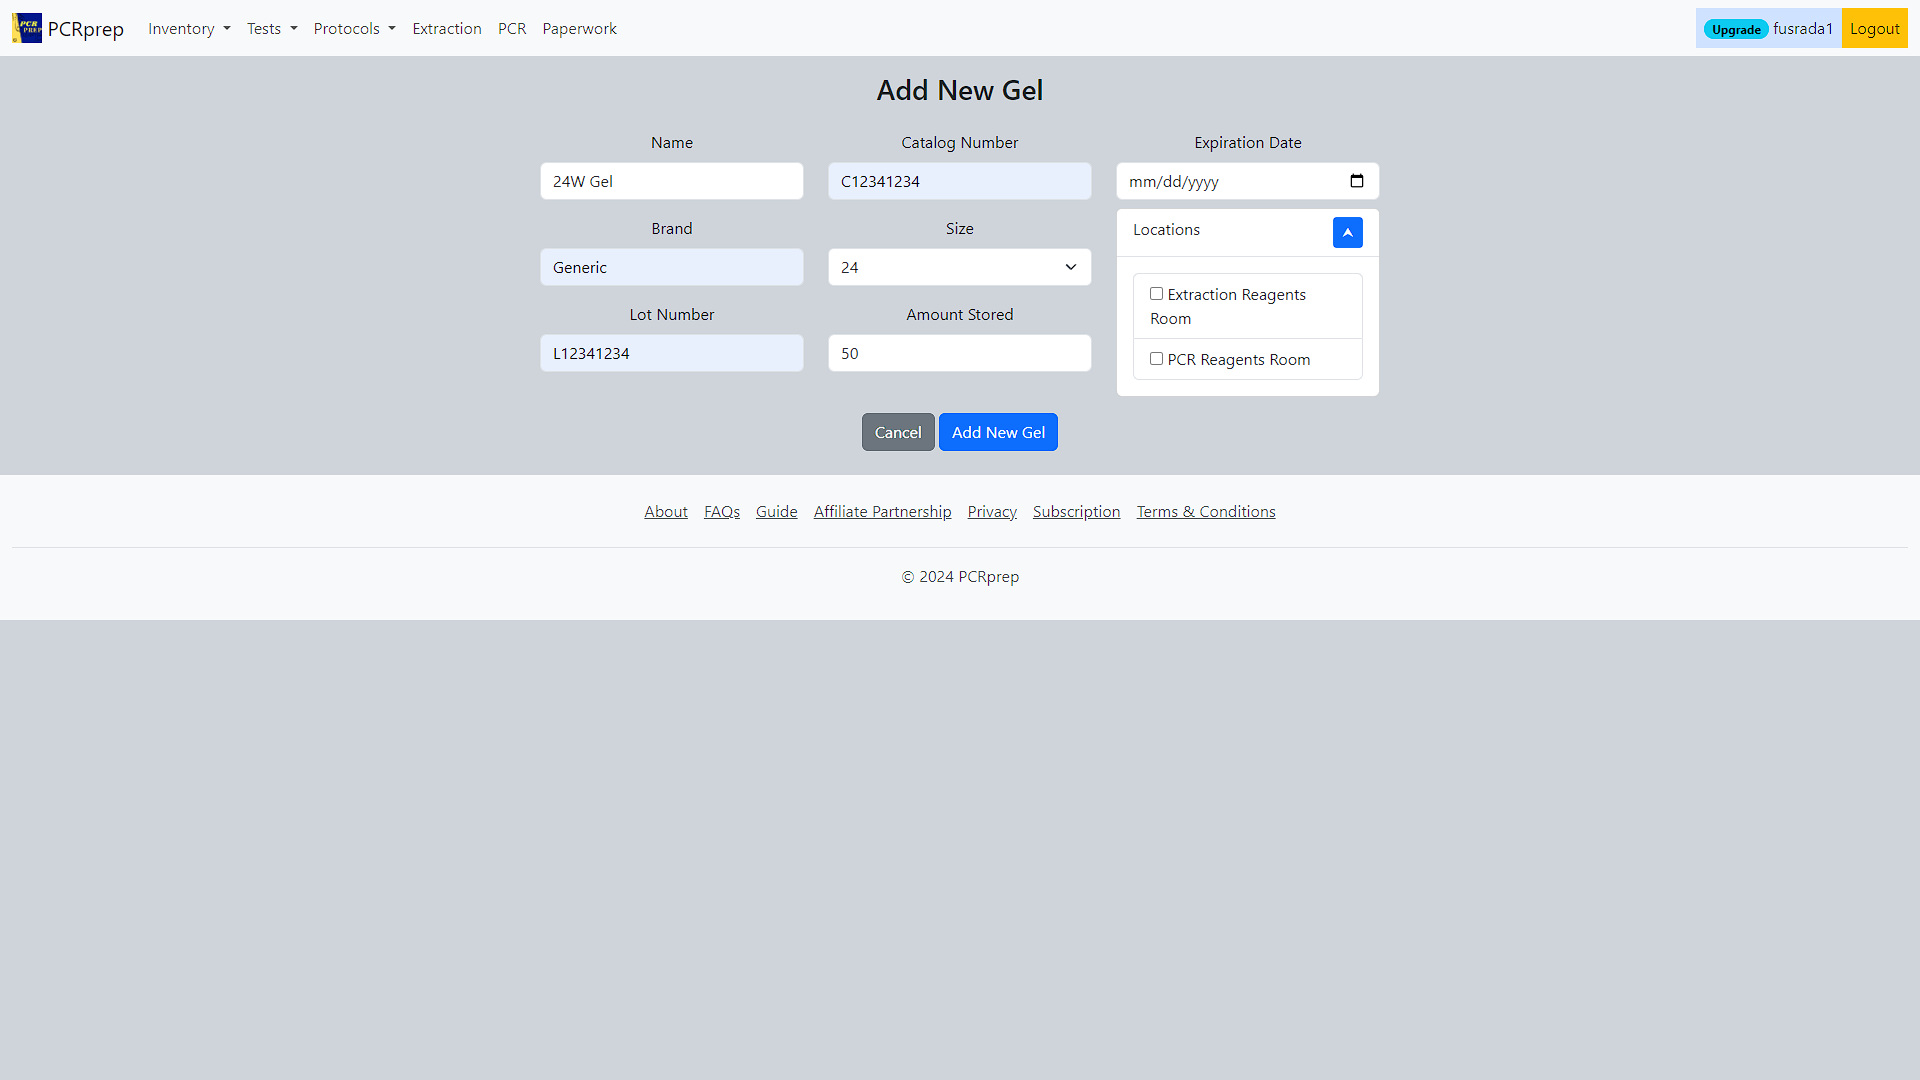 PCR PREP PCRprep Inventory Tests Protocols Extraction PCR Paperwork Upgrade fusrada1 Logout
Add New Gel
Name Catalog Number Expiration Date
24W Gel C12341234 mm/dd/yyyy
Brand Size Locations
Generic 24
Extraction Reagents
Room
Lot Number Amount Stored
L12341234 50
PCR Reagents Room
Cancel Add New Gel
About FAQs Guide Affiliate Partnership Privacy Subscription Terms & Conditions
© 2024 PCRprep